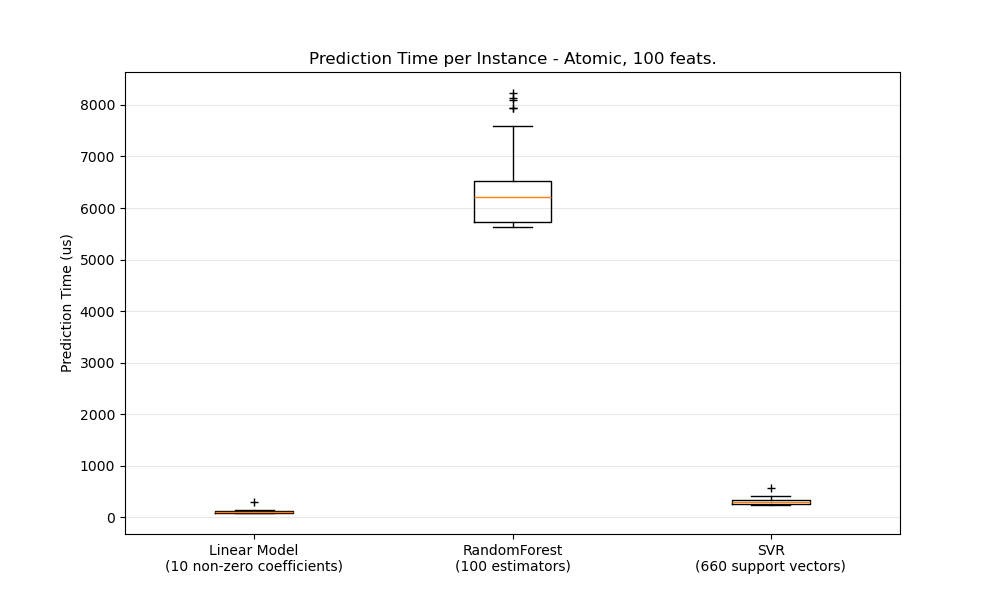 Prediction Time per Instance - Atomic, 100 feats.
Prediction Time (us)
8000
7000
6000
5000
4000
3000
2000
1000
0
Linear Model
(10 non-zero coefficients)
RandomForest
(100 estimators)
SVR
(660 support vectors)